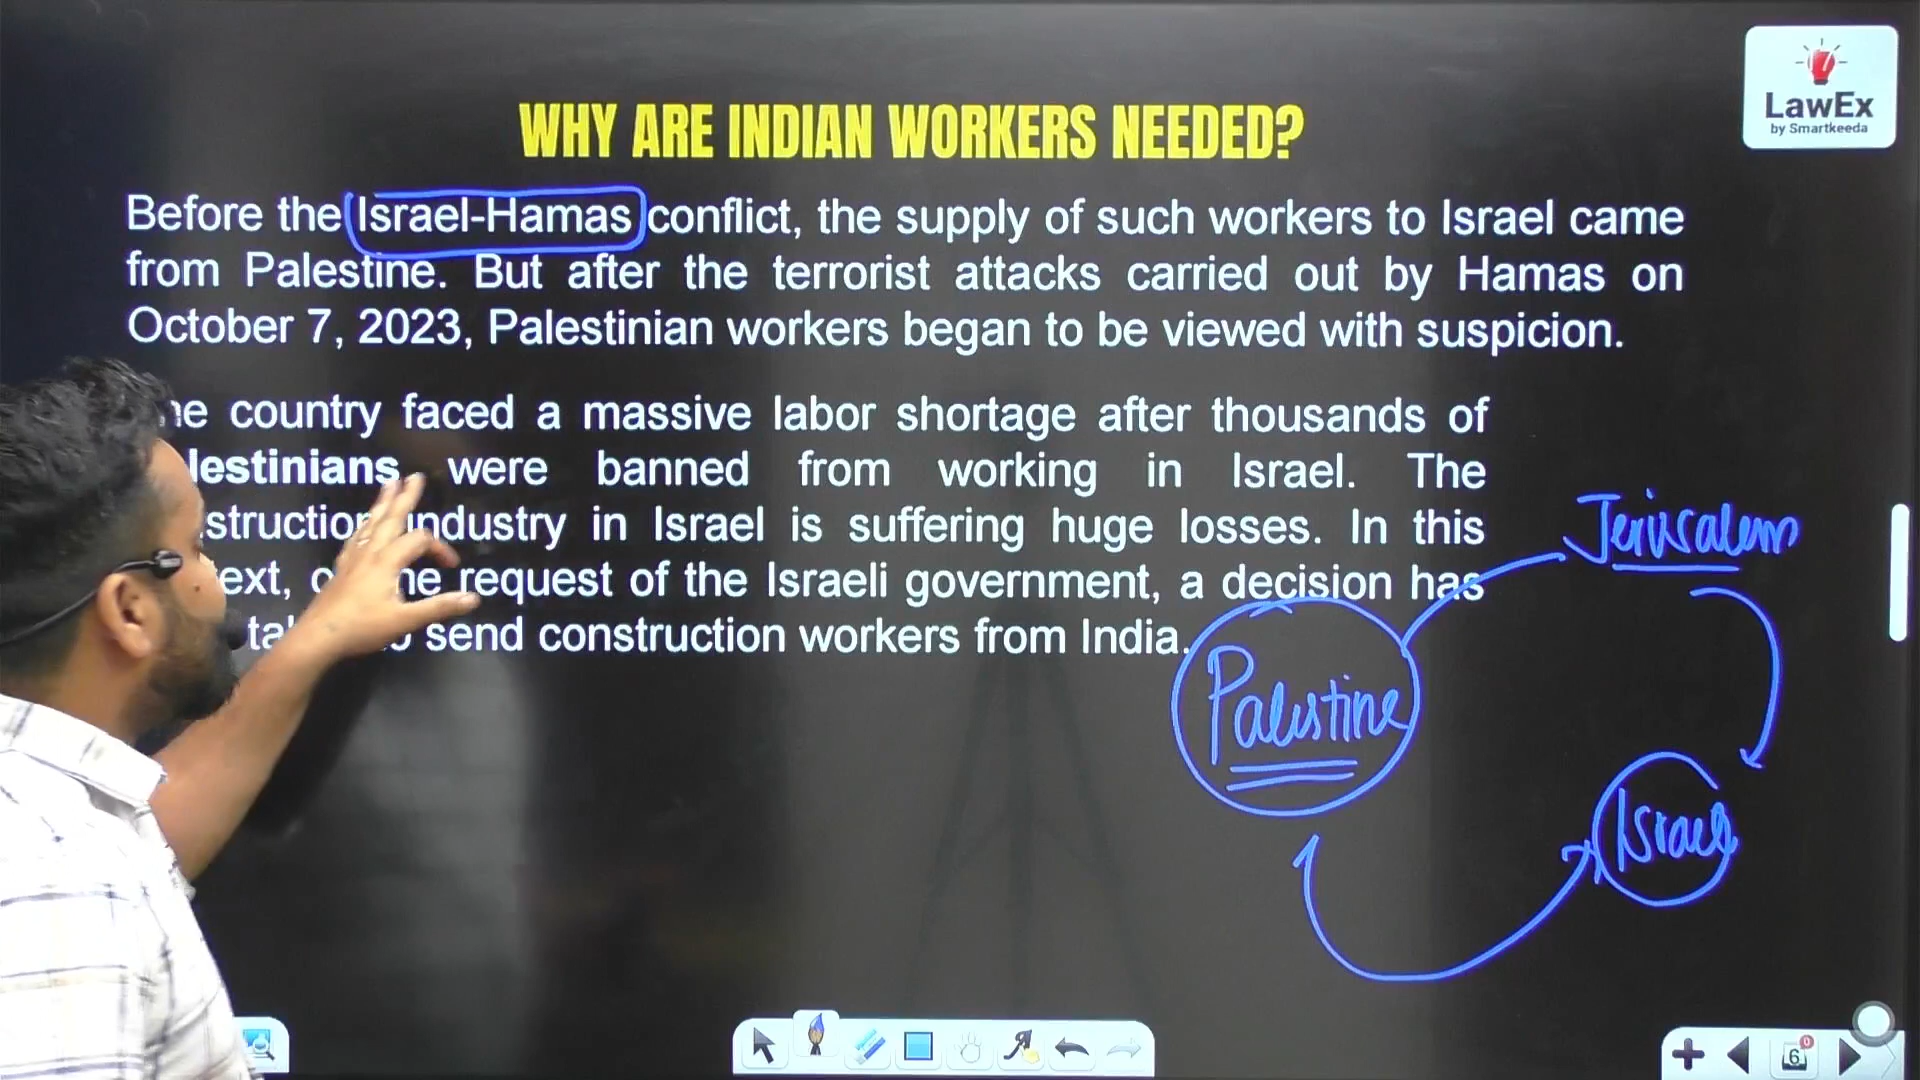 LawEx
by Smartkeeda
WHY ARE INDIAN WORKERS NEEDED?
Before the Israel-Hamas conflict, the supply of such workers to Israel came
from Palestine. But after the terrorist attacks carried out by Hamas on
October 7, 2023, Palestinian workers began to be viewed with suspicion.
country faced a massive labor shortage after thousands of
were banned from working in Israel. The
industry in Israel is suffering huge losses. In this
request of the Israeli government, a decision has
send construction workers from India.
Jerusalem
Palestine
Israel
6
0